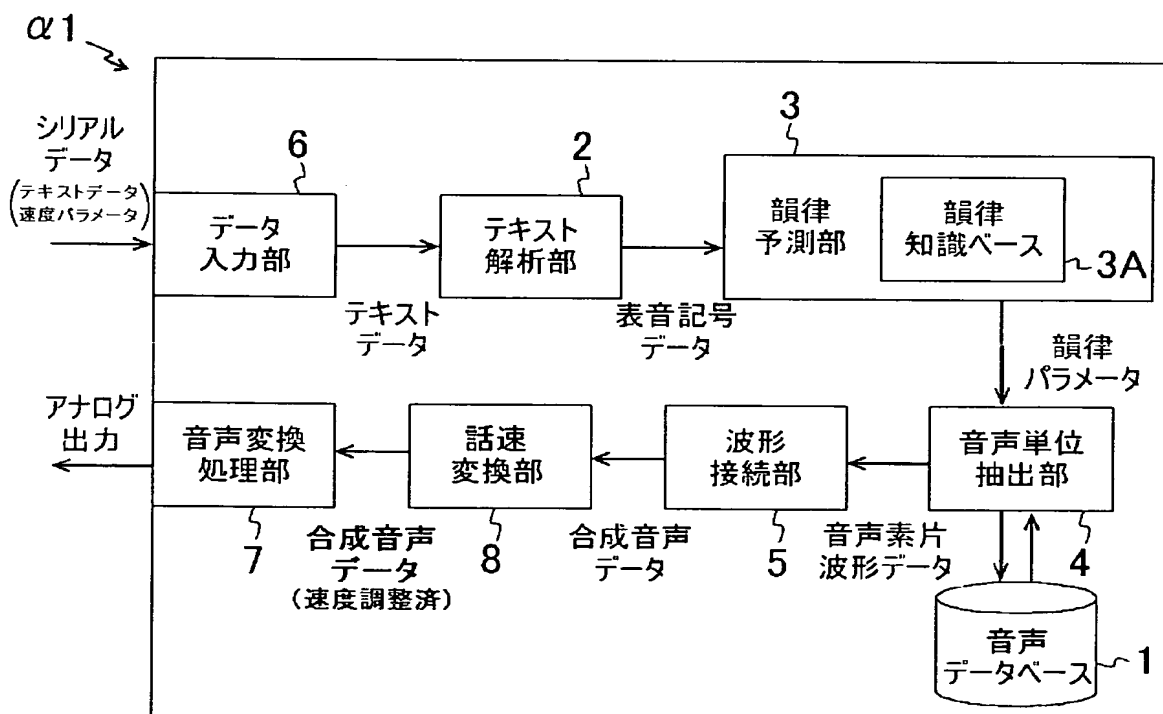 α1
シリアル
データ
(テキストデータ
速度パラメータ)
6
データ
入力部
テキスト
データ
2
テキスト
解析部
表音記号
データ
3
韻律
予測部
韻律
知識ベース
3A
韻律
パラメータ
音声単位
抽出部
4
音声
データベース
1
音声素片
波形データ
波形
接続部
5
合成音声
データ
話速
変換部
8
合成音声
データ
(速度調整済)
音声変換
処理部
7
アナログ
出力